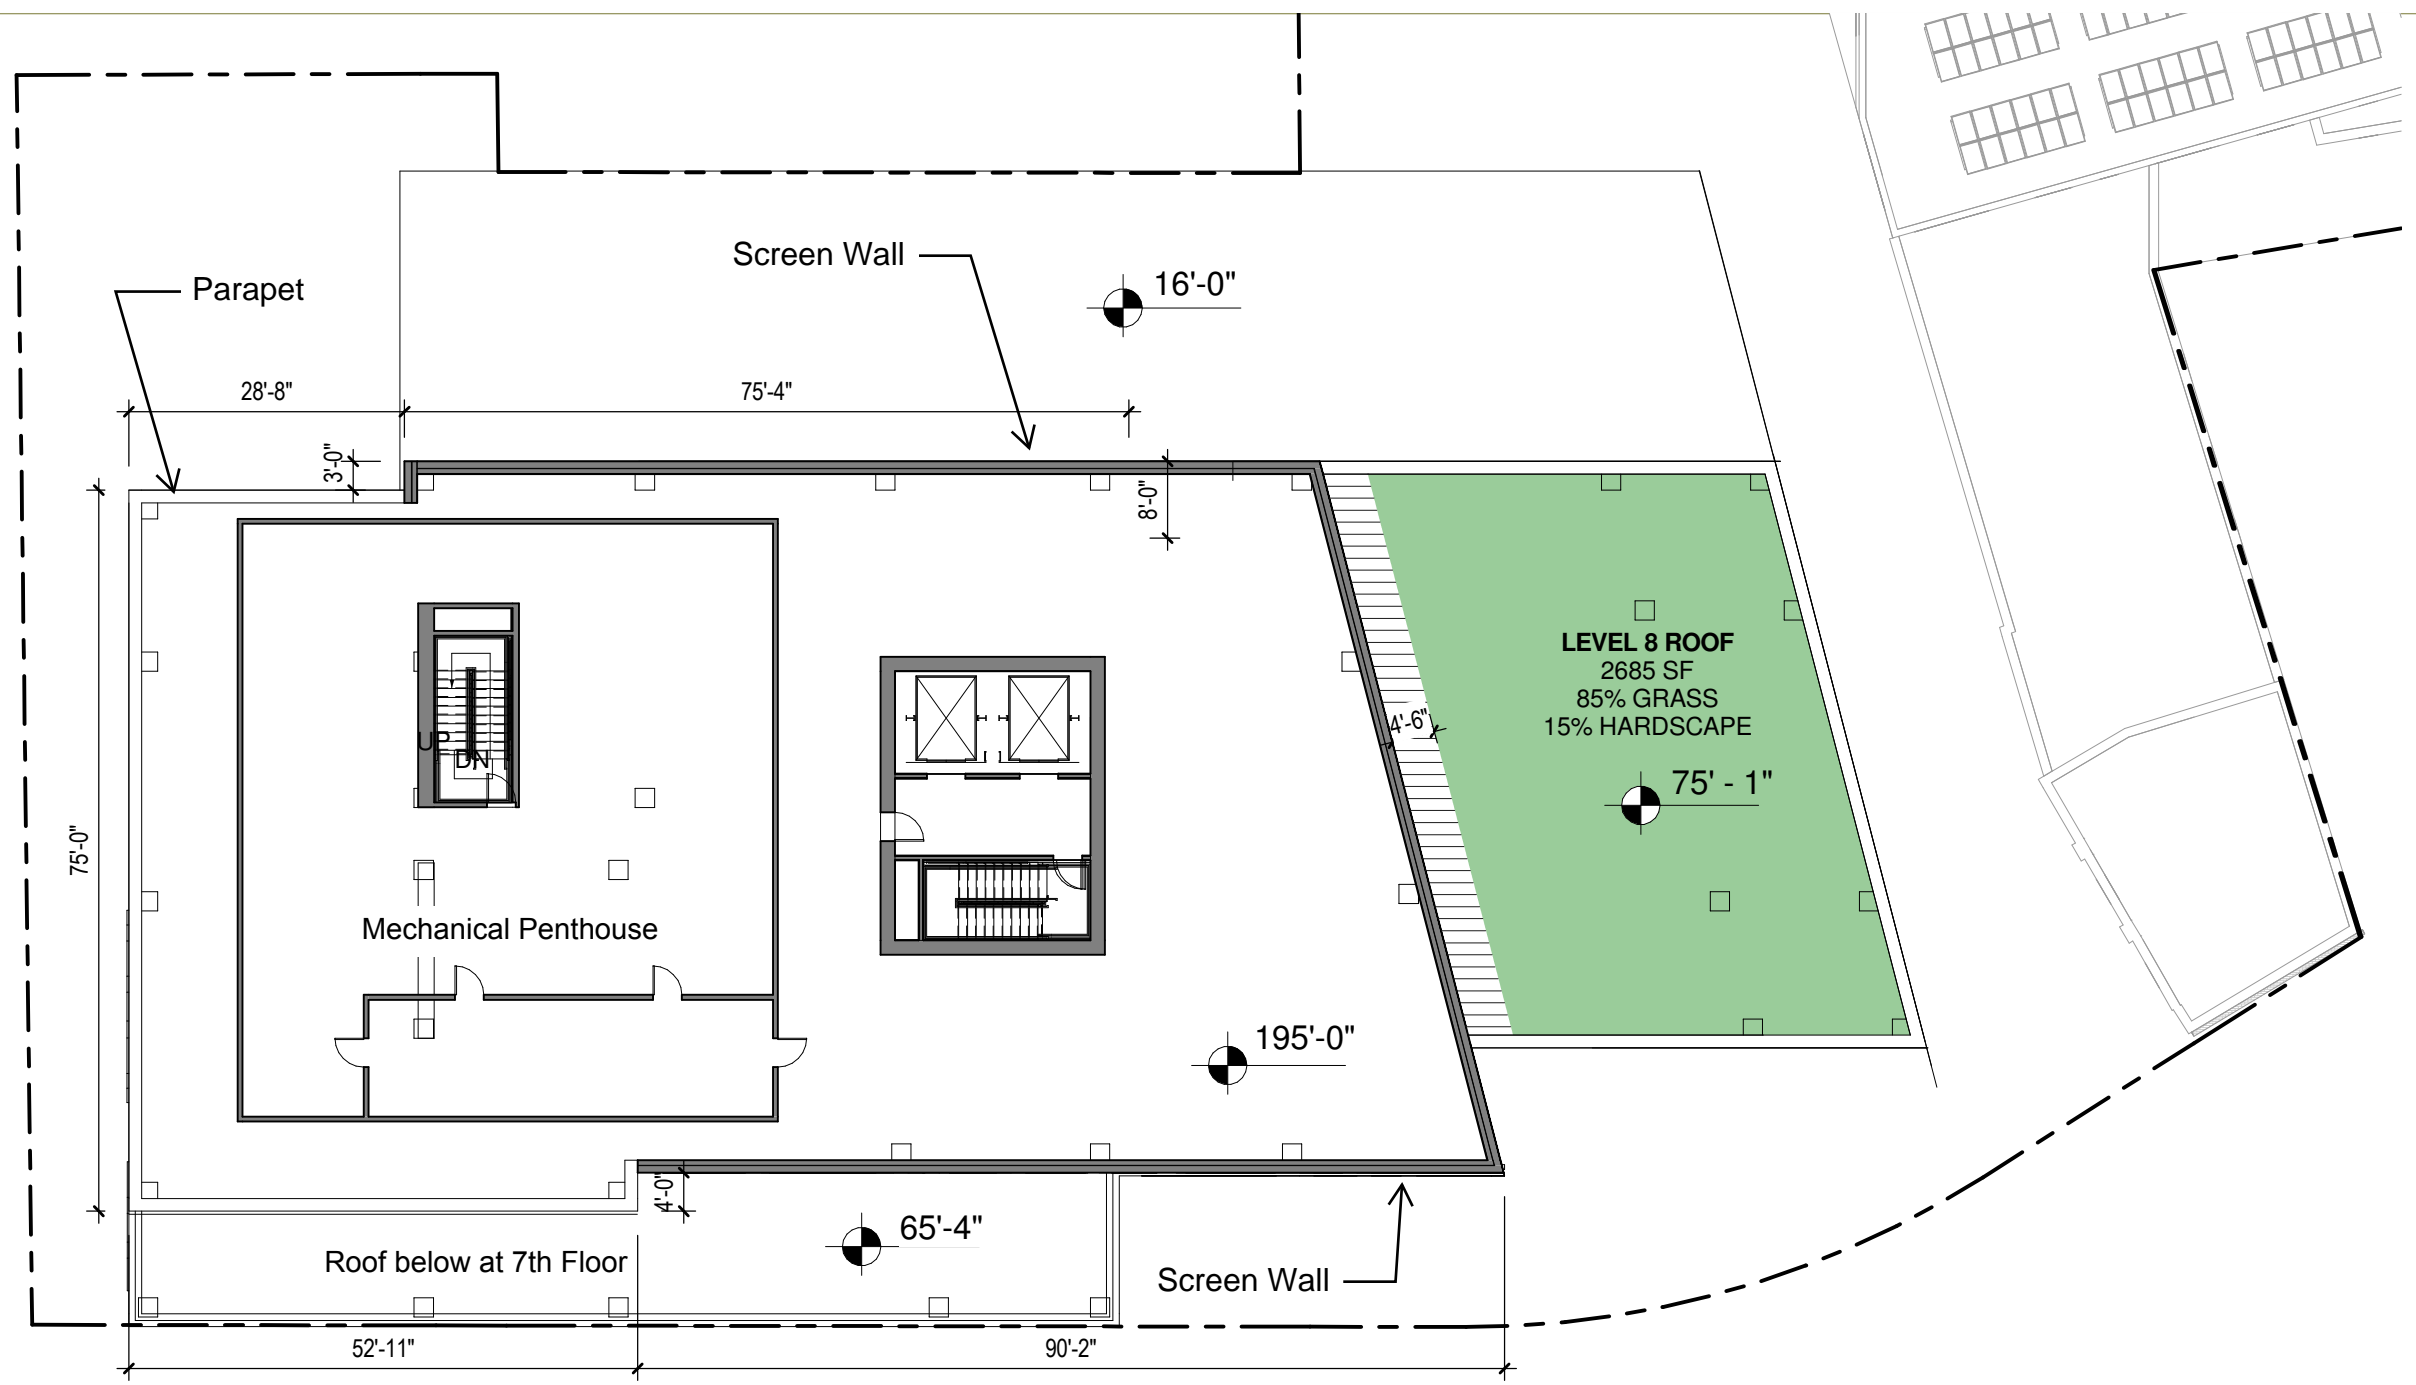 Screen Wall
16'-0"
Parapet
28'-8"
75'-4"
3'-0"
8'-0"
LEVEL 8 ROOF
2685 SF
85% GRASS
15% HARDSCAPE
4'-6"
UP
DN
75' - 1"
75'-0"
Mechanical Penthouse
195'-0"
4'-0"
65'-4"
Roof below at 7th Floor
Screen Wall
52'-11"
90'-2"